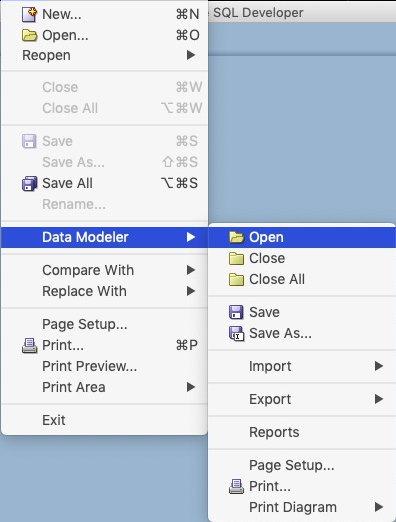 SQL Developer
New... ⌘N
Open... ⌘O
Reopen
Close ⌘W
Close All ⌥⌘W
Save ⌘S
Save As... ⇧⌘S
Save All ⌥⌘S
Rename...
Data Modeler
Compare With
Replace With
Page Setup...
Print... ⌘P
Print Preview...
Print Area
Exit
Open
Close
Close All
Save
Save As...
Import
Export
Reports
Page Setup...
Print...
Print Diagram